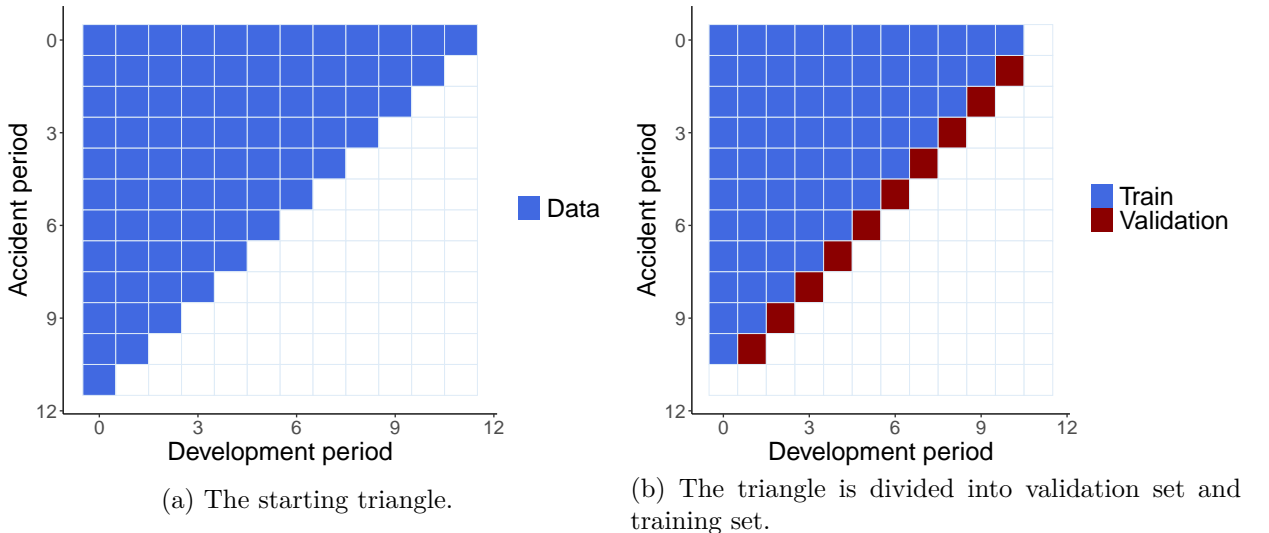 0
3
6
9
12
Accident period
0
3
6
9
12
Development period
Data
(a) The starting triangle.
0
3
6
9
12
Accident period
0
3
6
9
12
Development period
Train
Validation
(b) The triangle is divided into validation set and
training set.